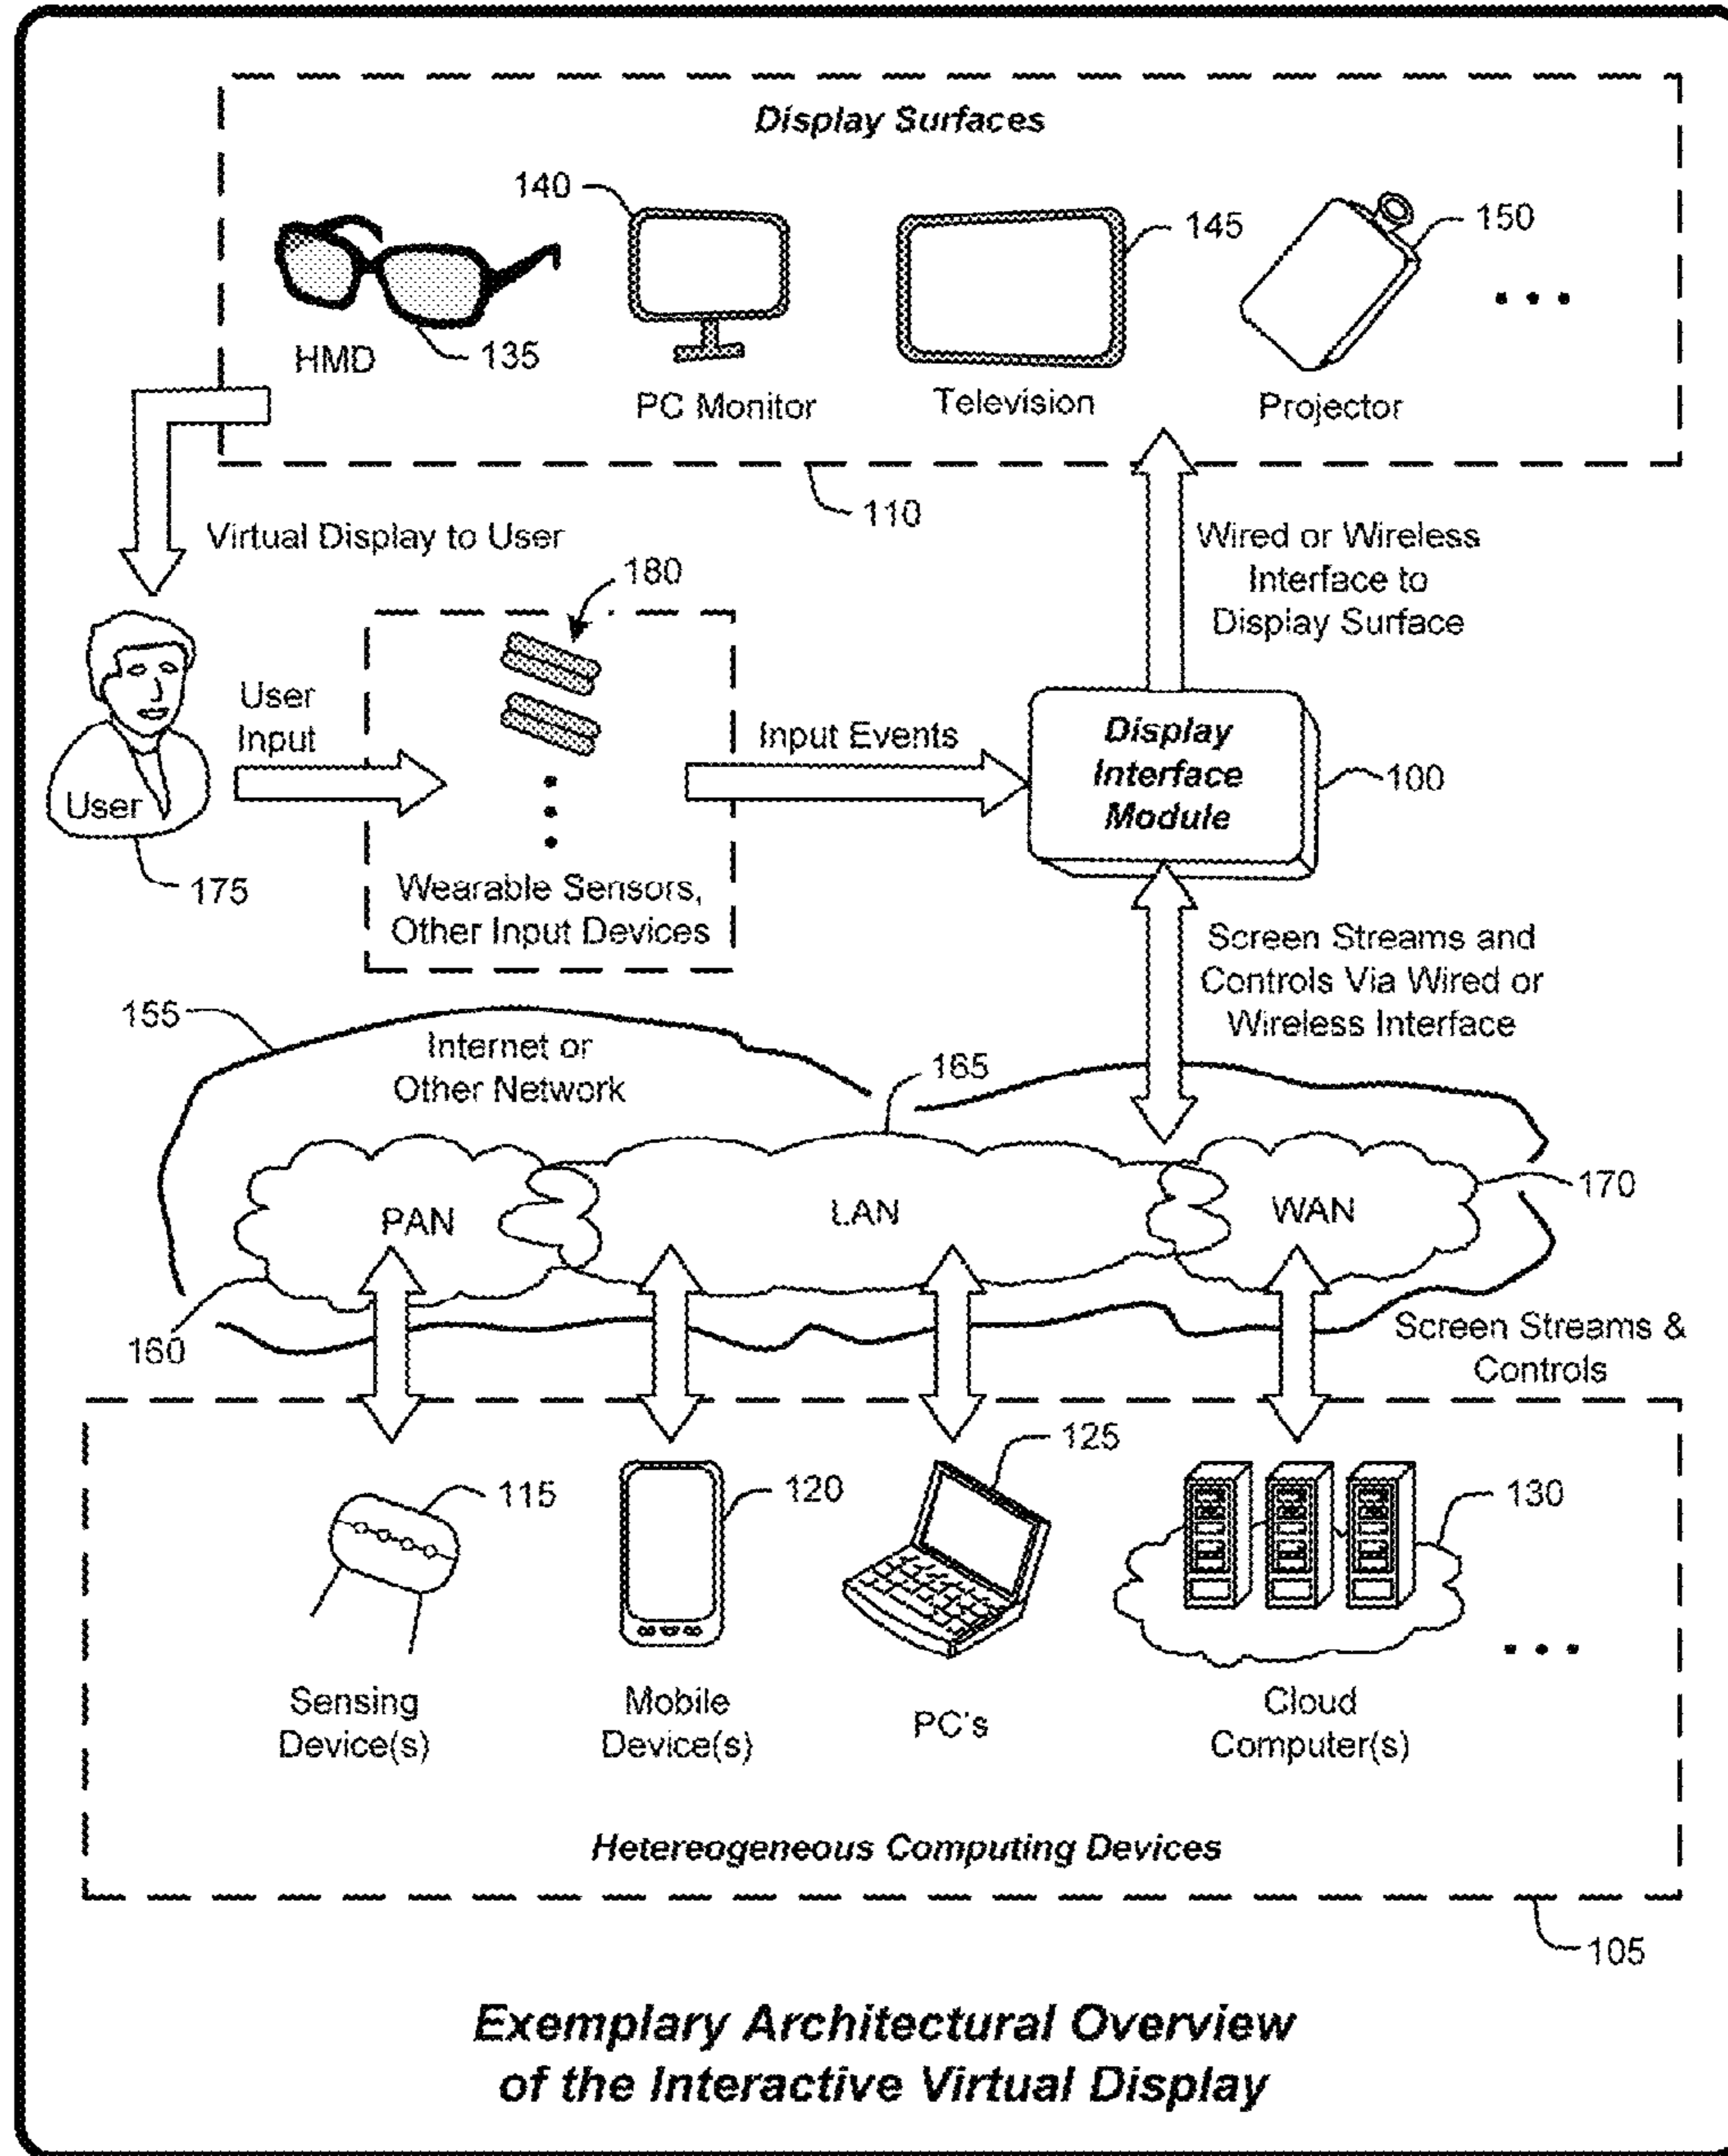 Display Surfaces
140
145
150
HMD
135
PC Monitor
Television
Projector
110
Virtual Display to User
Wired or Wireless
Interface to
Display Surface
180
User
Input
User
175
Wearable Sensors,
Other Input Devices
Input Events
Display
Interface
Module
100
Screen Streams and
Controls Via Wired or
Wireless Interface
155
Internet or
Other Network
165
PAN
LAN
WAN
170
160
Screen Streams &
Controls
115
120
125
130
Sensing
Device(s)
Mobile
Device(s)
PC's
Cloud
Computer(s)
Hetereogeneous Computing Devices
105
Exemplary Architectural Overview
of the Interactive Virtual Display